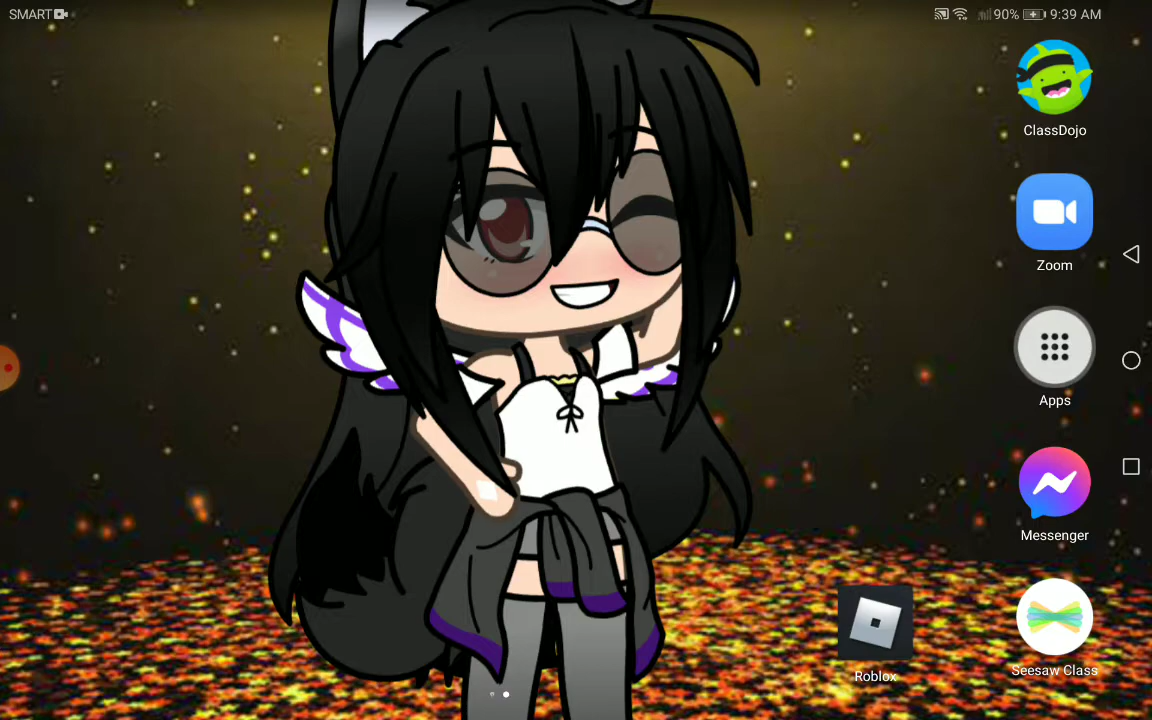 SMART
90% 9:39 AM
ClassDojo
Zoom
Apps
Messenger
Roblox
Seesaw Class